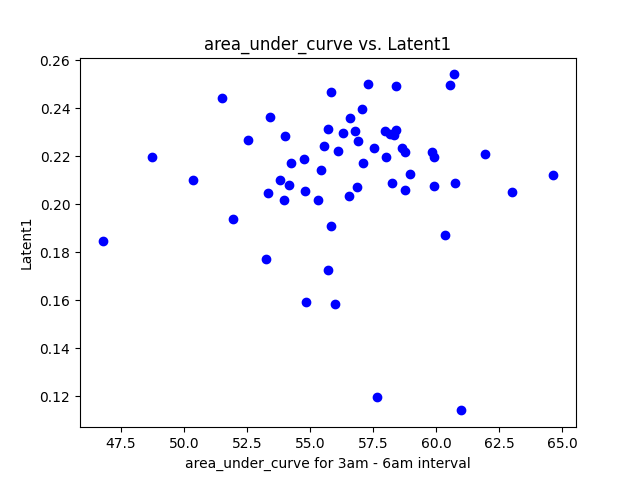 area_under_curve vs. Latent1
0.26
0.24
0.22
0.20
0.18
0.16
0.14
0.12
Latent1
47.5 50.0 52.5 55.0 57.5 60.0 62.5 65.0
area_under_curve for 3am - 6am interval